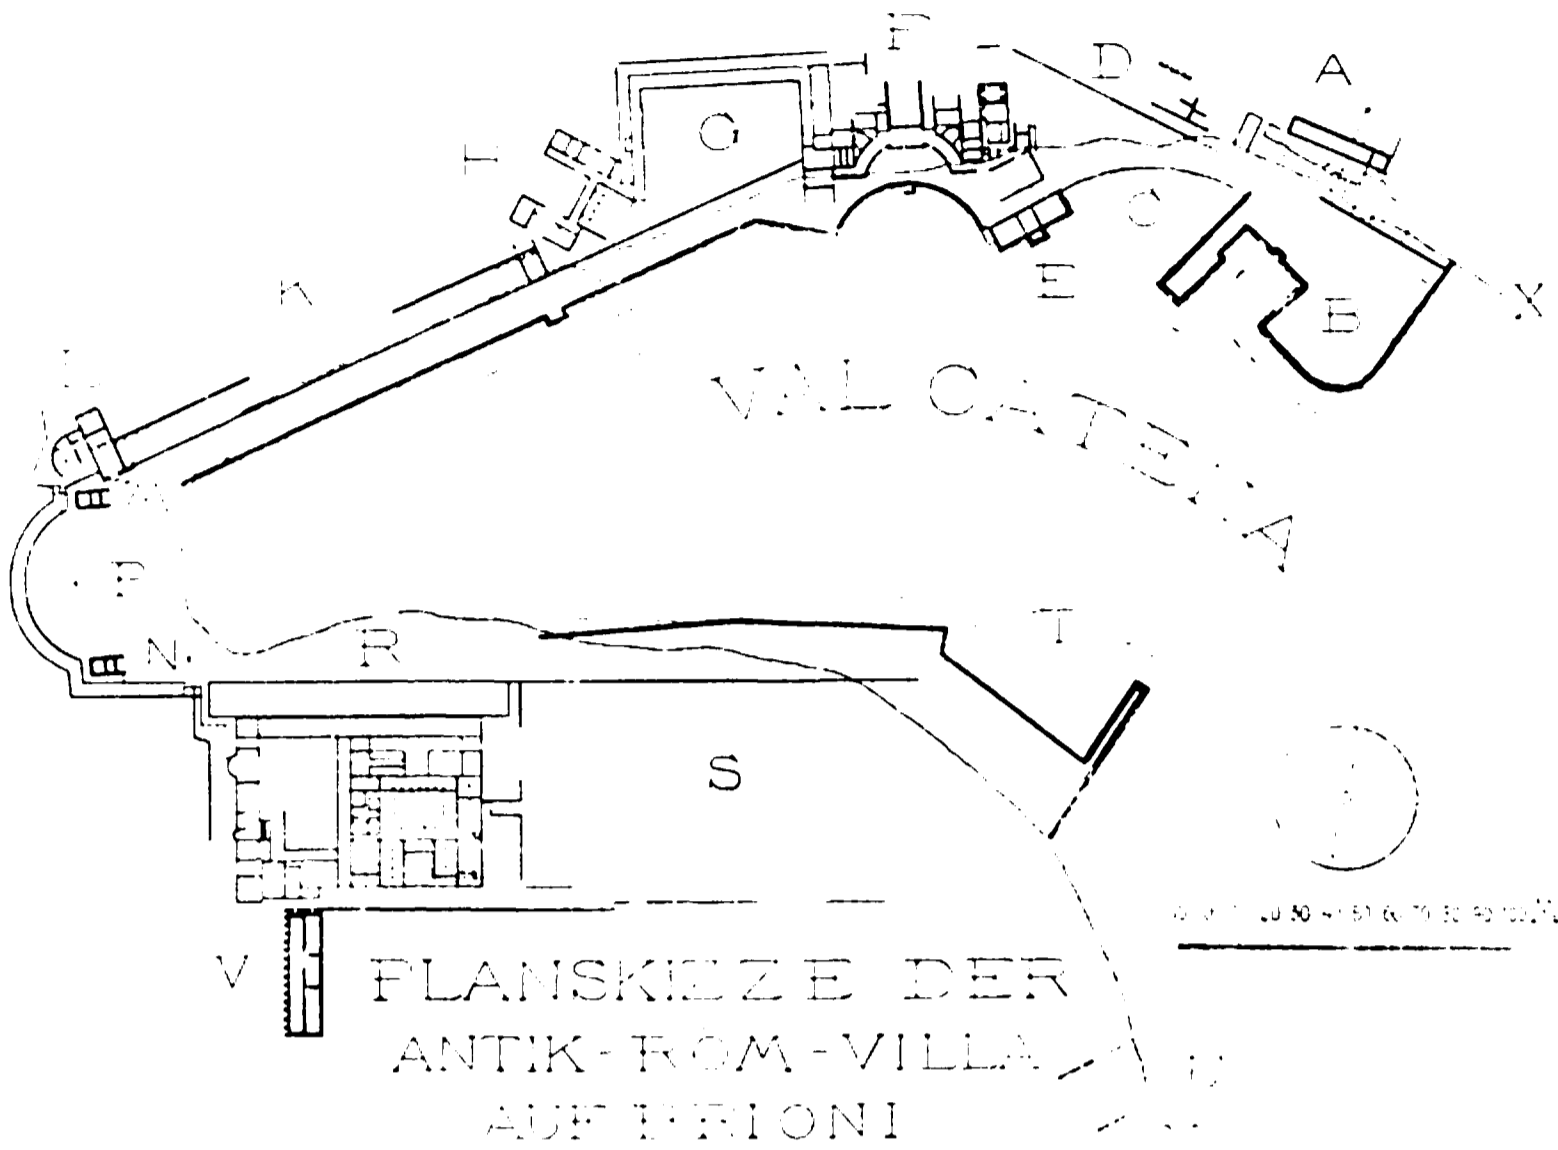 F
D
A
G
H
C
K
E
X
B
L
VAL CATENA
M
P
T
N.
R
S
V
PLANSKIZZE DER
ANTIK-RÖM-VILLA
AUF BRIONI
U